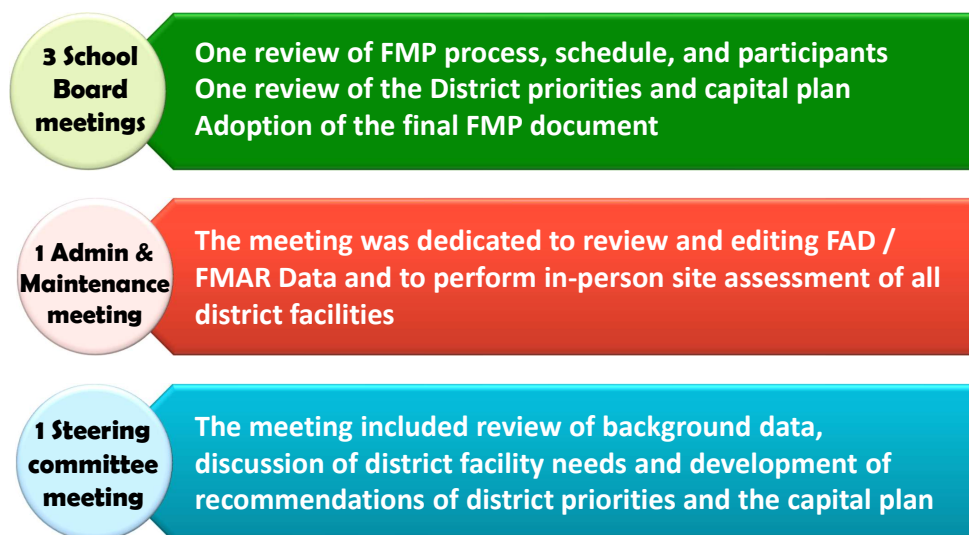 3 School
Board
meetings
One review of FMP process, schedule, and participants
One review of the District priorities and capital plan
Adoption of the final FMP document
1 Admin &
Maintenance
meeting
The meeting was dedicated to review and editing FAD /
FMAR Data and to perform in-person site assessment of all
district facilities
1 Steering
committee
meeting
The meeting included review of background data,
discussion of district facility needs and development of
recommendations of district priorities and the capital plan